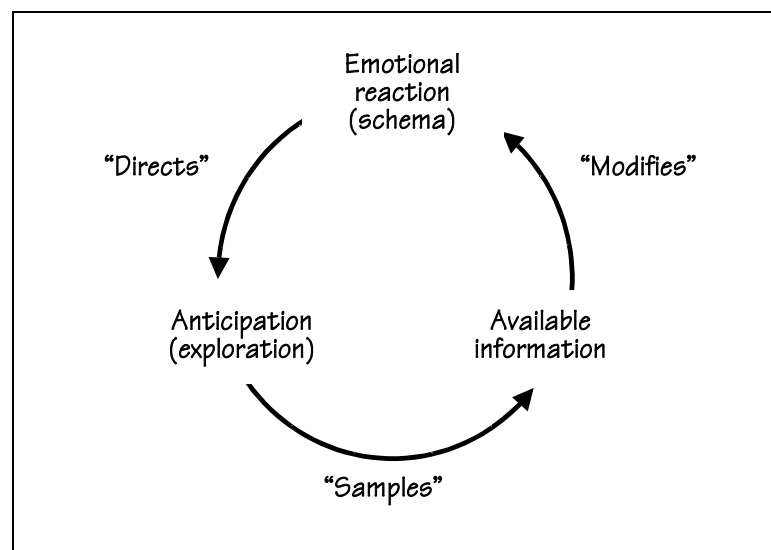 Emotional
reaction
(schema)
“Directs”
“Modifies”
Anticipation
(exploration)
Available
information
“Samples”